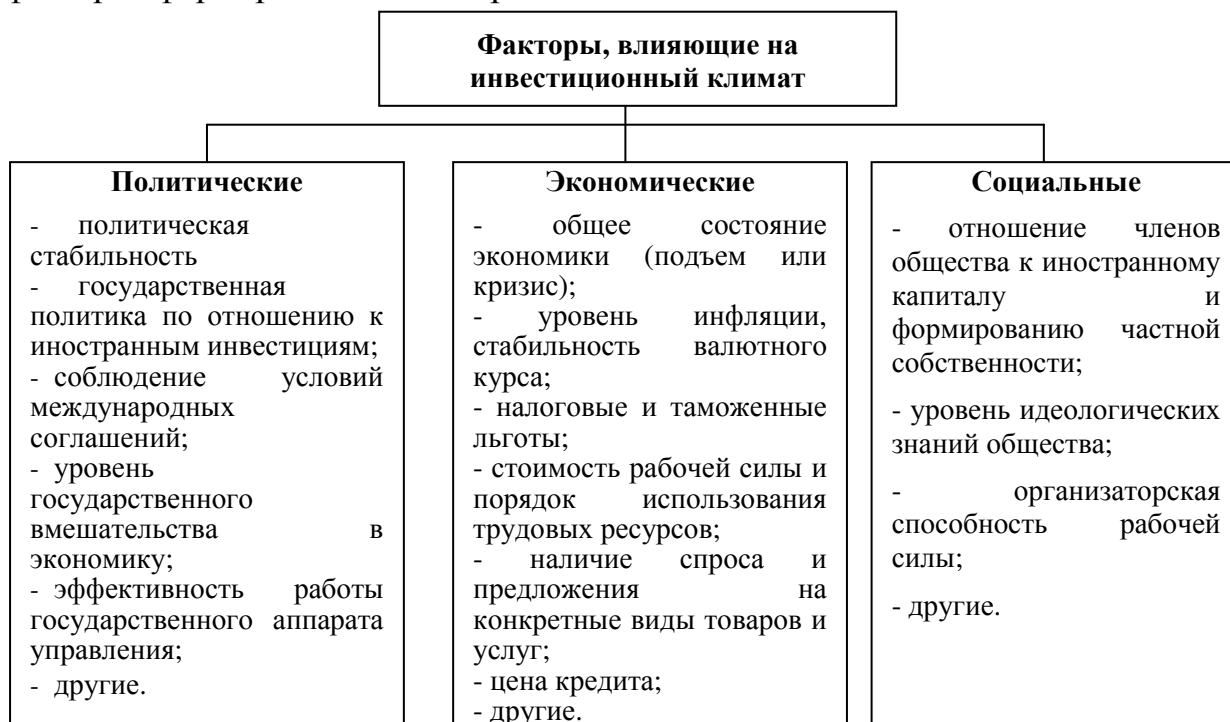 Факторы, влияющие на
инвестиционный климат
Политические
- политическая
стабильность
- государственная
политика по отношению к
иностранным инвестициям;
- соблюдение условий
международных
соглашений;
- уровень
государственного
вмешательства в
экономику;
- эффективность работы
государственного аппарата
управления;
- другие.
Экономические
- общее состояние
экономики (подъем или
кризис);
- уровень инфляции,
стабильность валютного
курса;
- налоговые и таможенные
льготы;
- стоимость рабочей силы и
порядок использования
трудовых ресурсов;
- наличие спроса и
предложения на
конкретные виды товаров и
услуг;
- цена кредита;
- другие.
Социальные
- отношение членов
общества к иностранному
капиталу и
формированию частной
собственности;
- уровень идеологических
знаний общества;
- организаторская
способность рабочей
силы;
- другие.